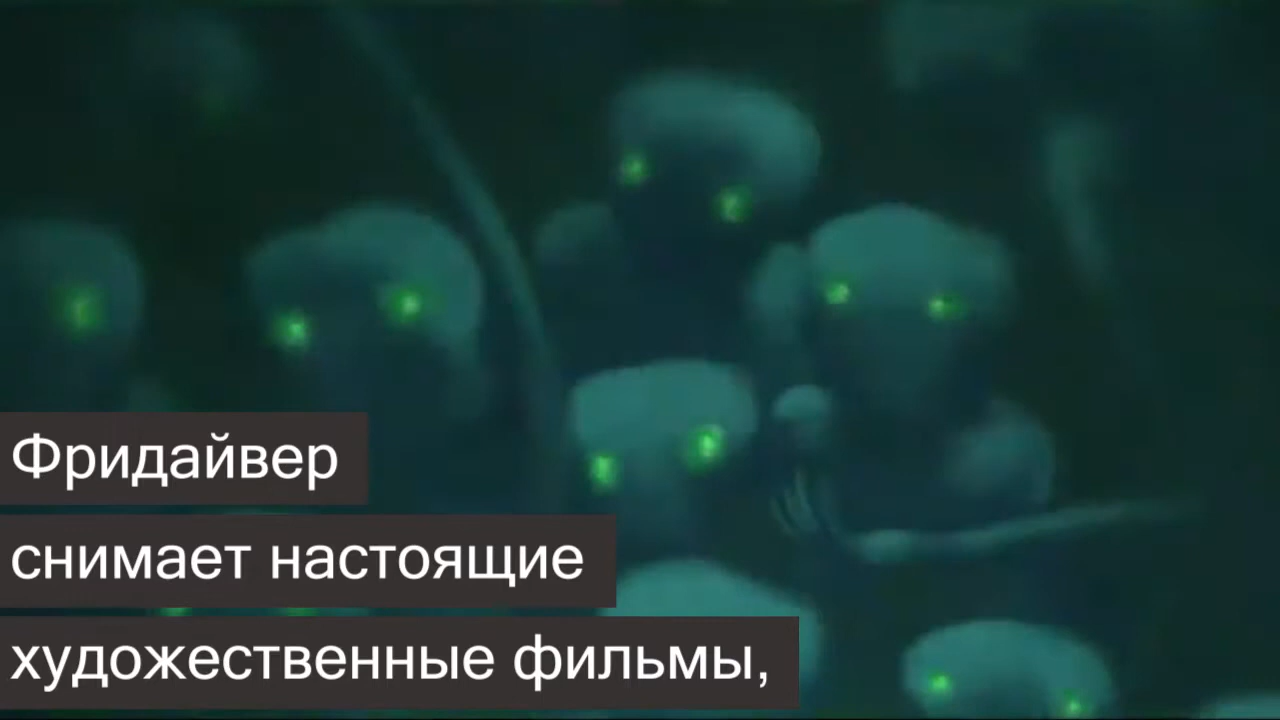 Фридайвер
снимает настоящие
художественные фильмы,